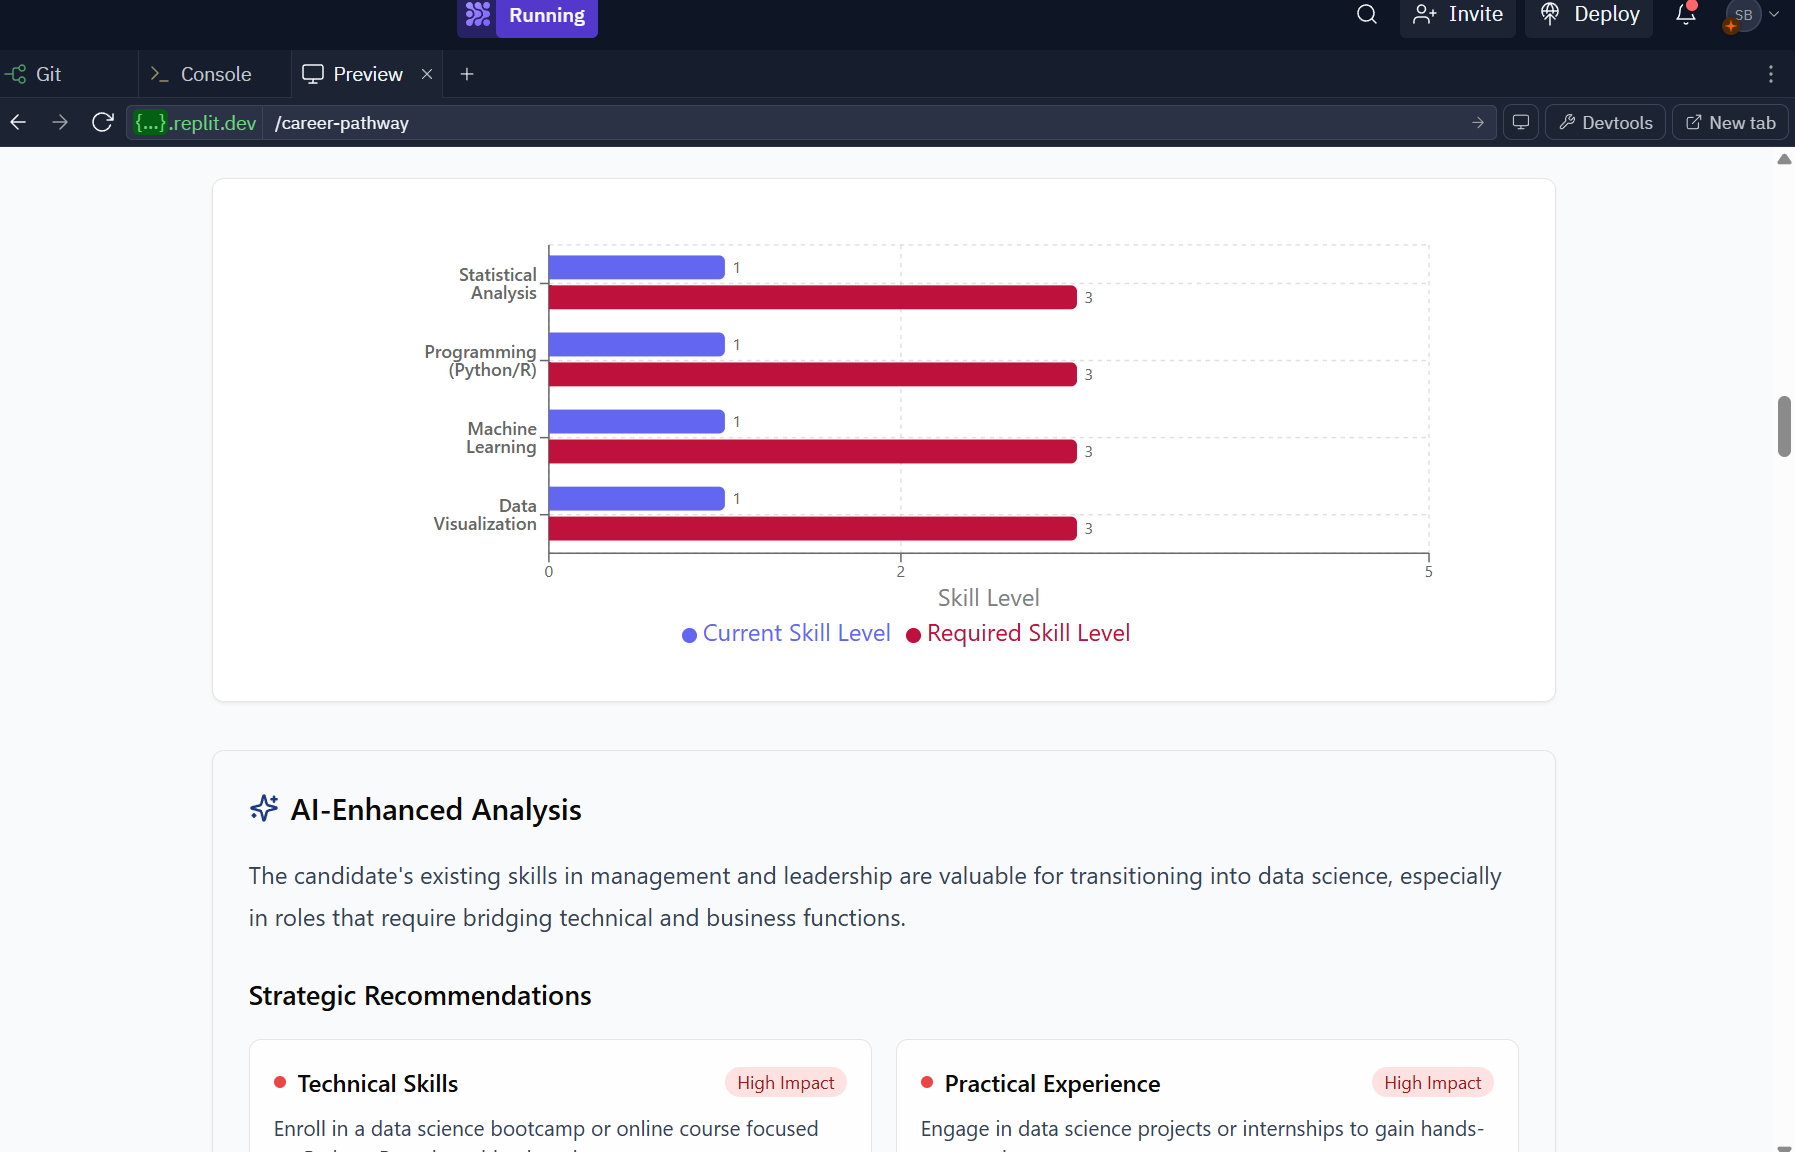 Running
Invite
Deploy
SB
Git
Console
Preview
{...}.replit.dev
/career-pathway
Devtools
New tab
Statistical
Analysis
1
3
Programming
(Python/R)
1
3
Machine
Learning
1
3
Data
Visualization
1
3
0
2
5
Skill Level
Current Skill Level
Required Skill Level
AI-Enhanced Analysis
The candidate's existing skills in management and leadership are valuable for transitioning into data science, especially
in roles that require bridging technical and business functions.
Strategic Recommendations
Technical Skills
High Impact
Enroll in a data science bootcamp or online course focused
Practical Experience
High Impact
Engage in data science projects or internships to gain hands-